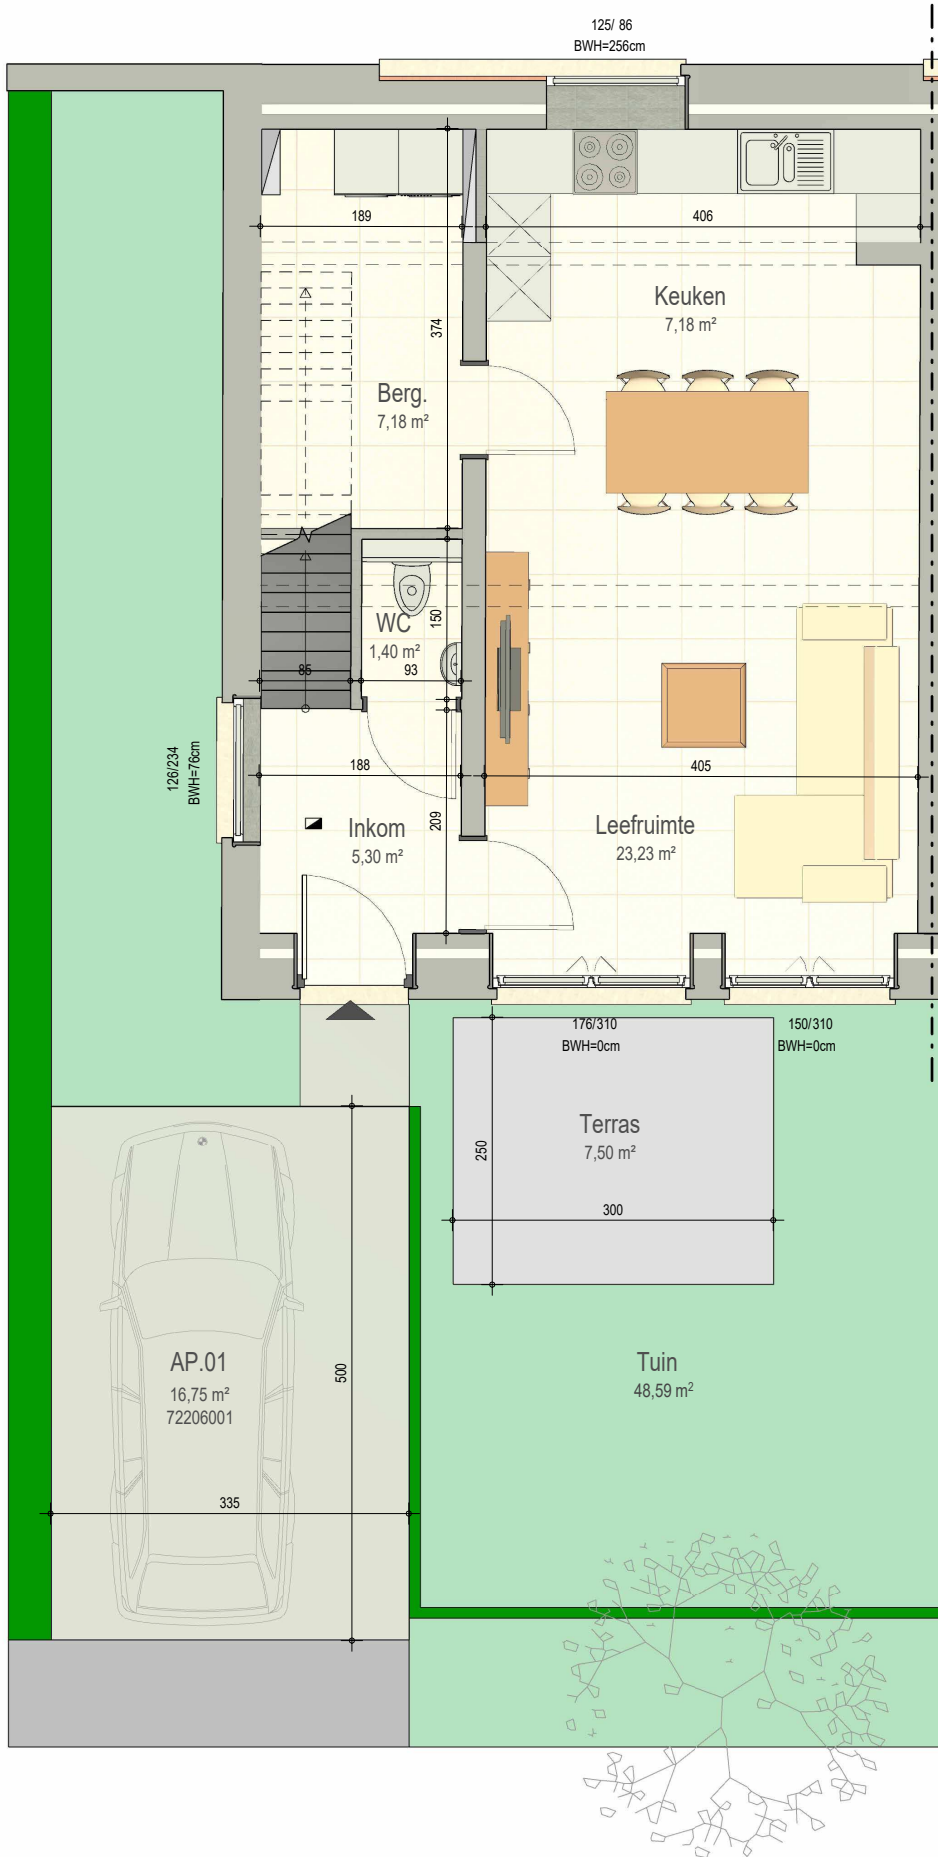 125/ 86
BWH=256cm
189
406
Keuken
7,18 m²
374
Berg.
7,18 m²
WC
1,40 m²
150
85
93
126/234
BWH=76cm
188
405
209
Inkom
5,30 m²
Leefruimte
23,23 m²
176/310
BWH=0cm
150/310
BWH=0cm
Terras
7,50 m²
250
300
AP.01
16,75 m²
72206001
500
Tuin
48,59 m²
335